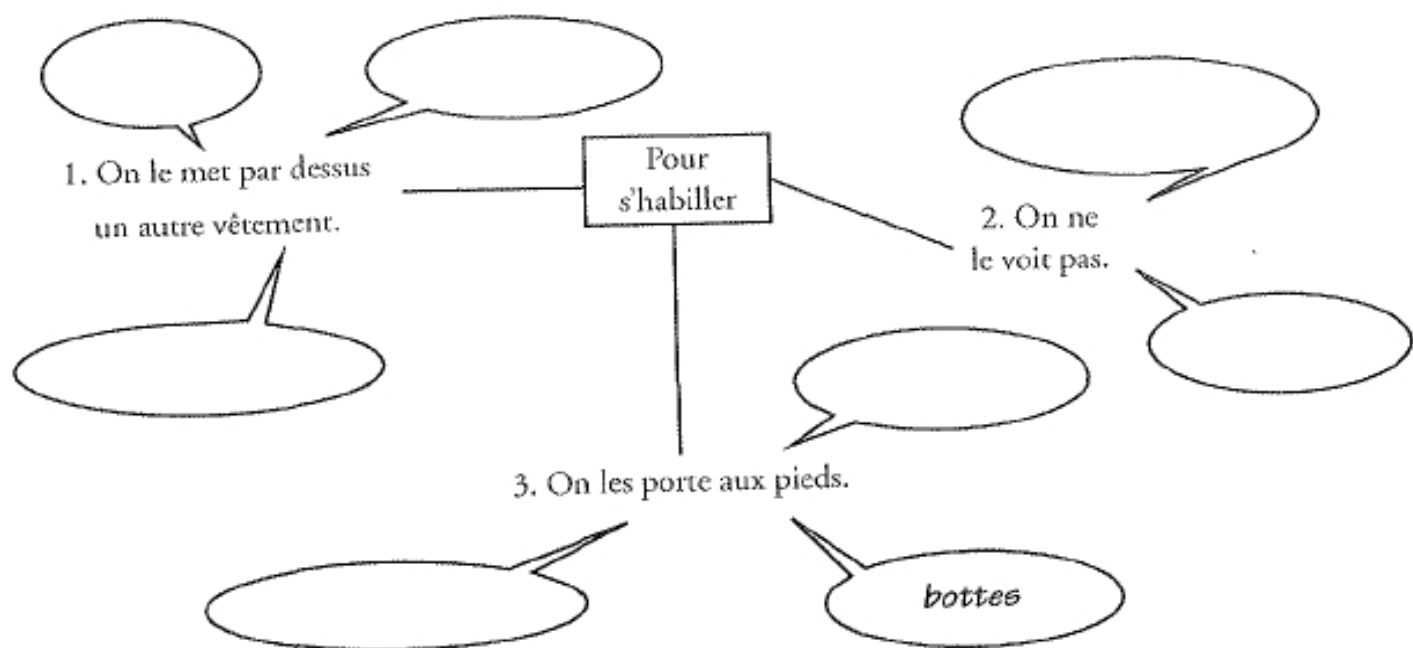 Pour
s'habiller
1. On le met par dessus
un autre vêtement.
2. On ne
le voit pas.
3. On les porte aux pieds.
bottes